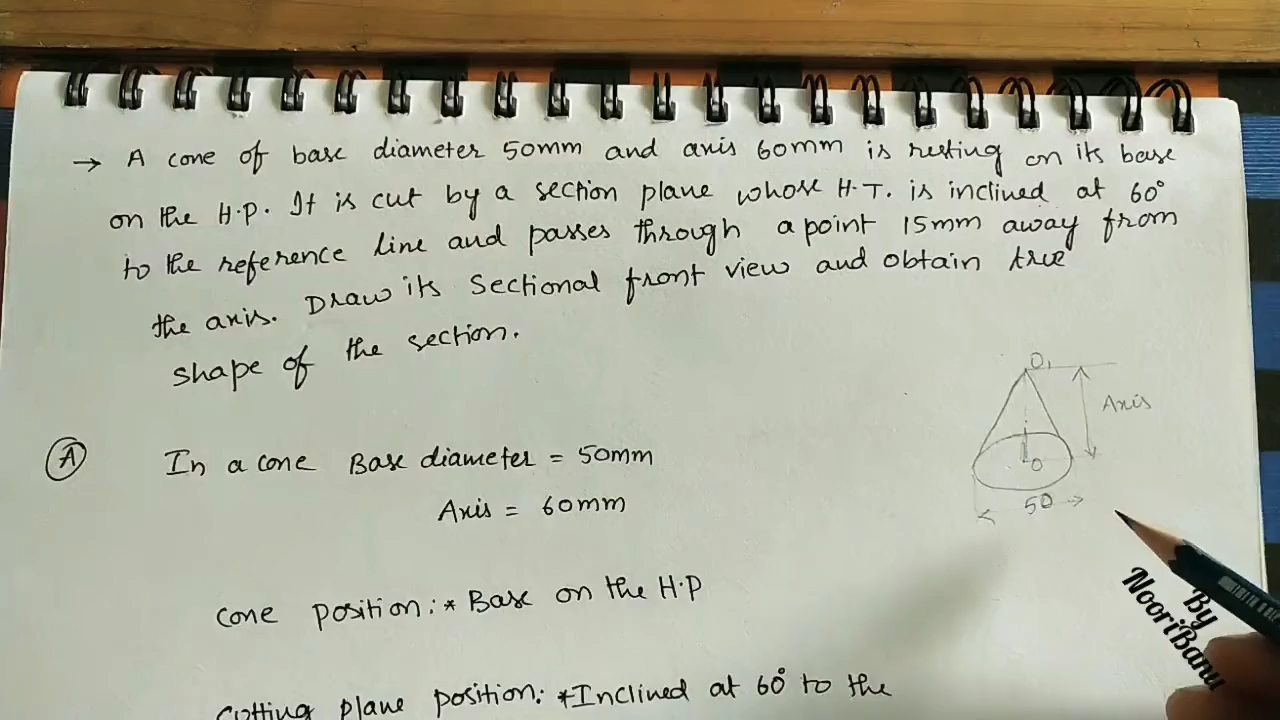 → A cone of base diameter 50mm and axis 60mm is resting on its base
on the H.P. It is cut by a section plane whose H.T. is inclined at 60°
to the reference line and passes through a point 15mm away from
the axis. Draw its Sectional front view and obtain true
shape of the section.
O₁
Axis
O
50
A In a cone Base diameter = 50mm
Axis = 60mm
cone position: * Base on the H.P
cutting plane position: * Inclined at 60° to the
By
NooriBanu